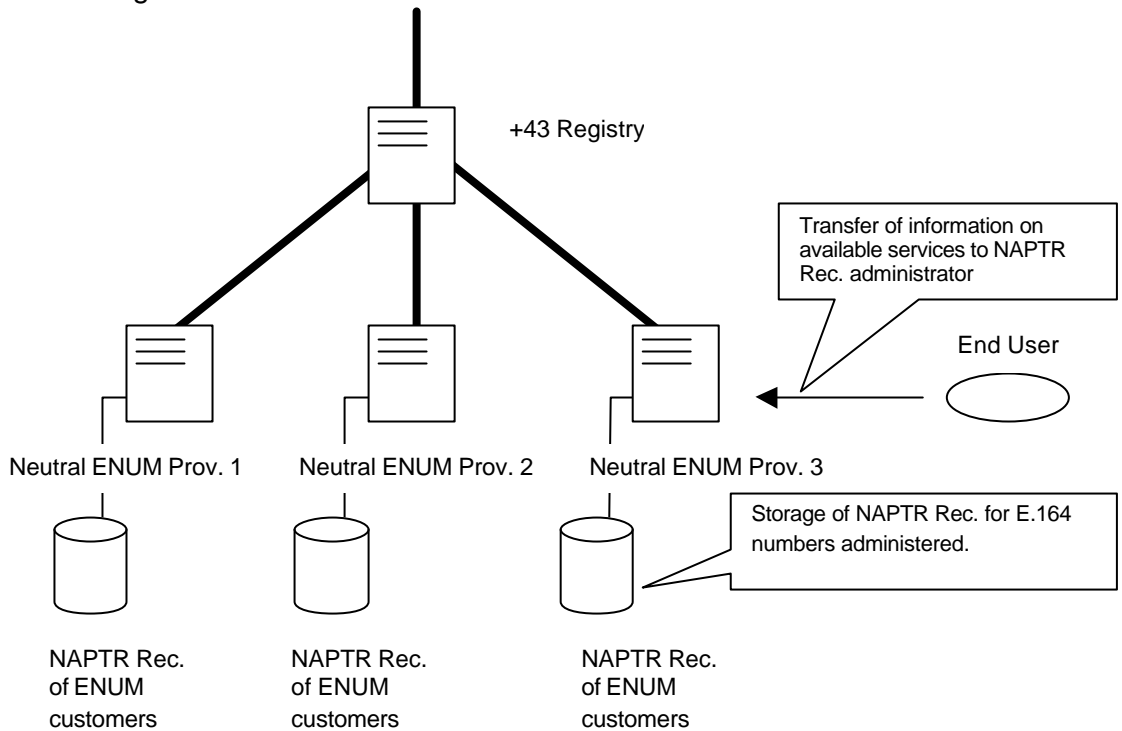 +43 Registry
Transfer of information on
available services to NAPTR
Rec. administrator
End User
Neutral ENUM Prov. 1
Neutral ENUM Prov. 2
Neutral ENUM Prov. 3
Storage of NAPTR Rec. for E.164
numbers administered.
NAPTR Rec.
of ENUM
customers
NAPTR Rec.
of ENUM
customers
NAPTR Rec.
of ENUM
customers